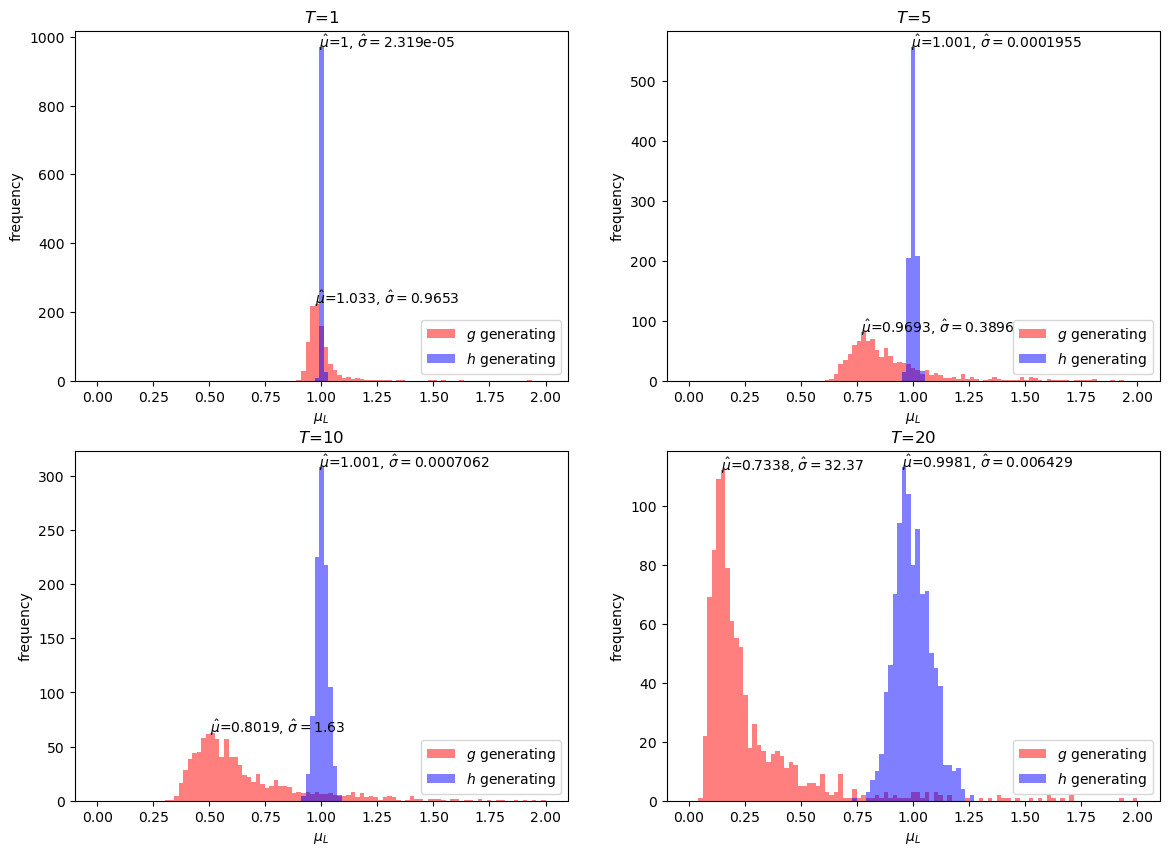 T=1
1000
800
600
400
200
0
frequency
μ̂=1, σ̂ = 2.319e-05
μ̂=1.033, σ̂ = 0.9653
g generating
h generating
0.00 0.25 0.50 0.75 1.00 1.25 1.50 1.75 2.00
μ_L
T=5
500
400
300
200
100
0
frequency
μ̂=1.001, σ̂ = 0.0001955
μ̂=0.9693, σ̂ = 0.3896
g generating
h generating
0.00 0.25 0.50 0.75 1.00 1.25 1.50 1.75 2.00
μ_L
T=10
300
250
200
150
100
50
0
frequency
μ̂=1.001, σ̂ = 0.0007062
μ̂=0.8019, σ̂ = 1.63
g generating
h generating
0.00 0.25 0.50 0.75 1.00 1.25 1.50 1.75 2.00
μ_L
T=20
100
80
60
40
20
0
frequency
μ̂=0.7338, σ̂ = 32.37
μ̂=0.9981, σ̂ = 0.006429
g generating
h generating
0.00 0.25 0.50 0.75 1.00 1.25 1.50 1.75 2.00
μ_L